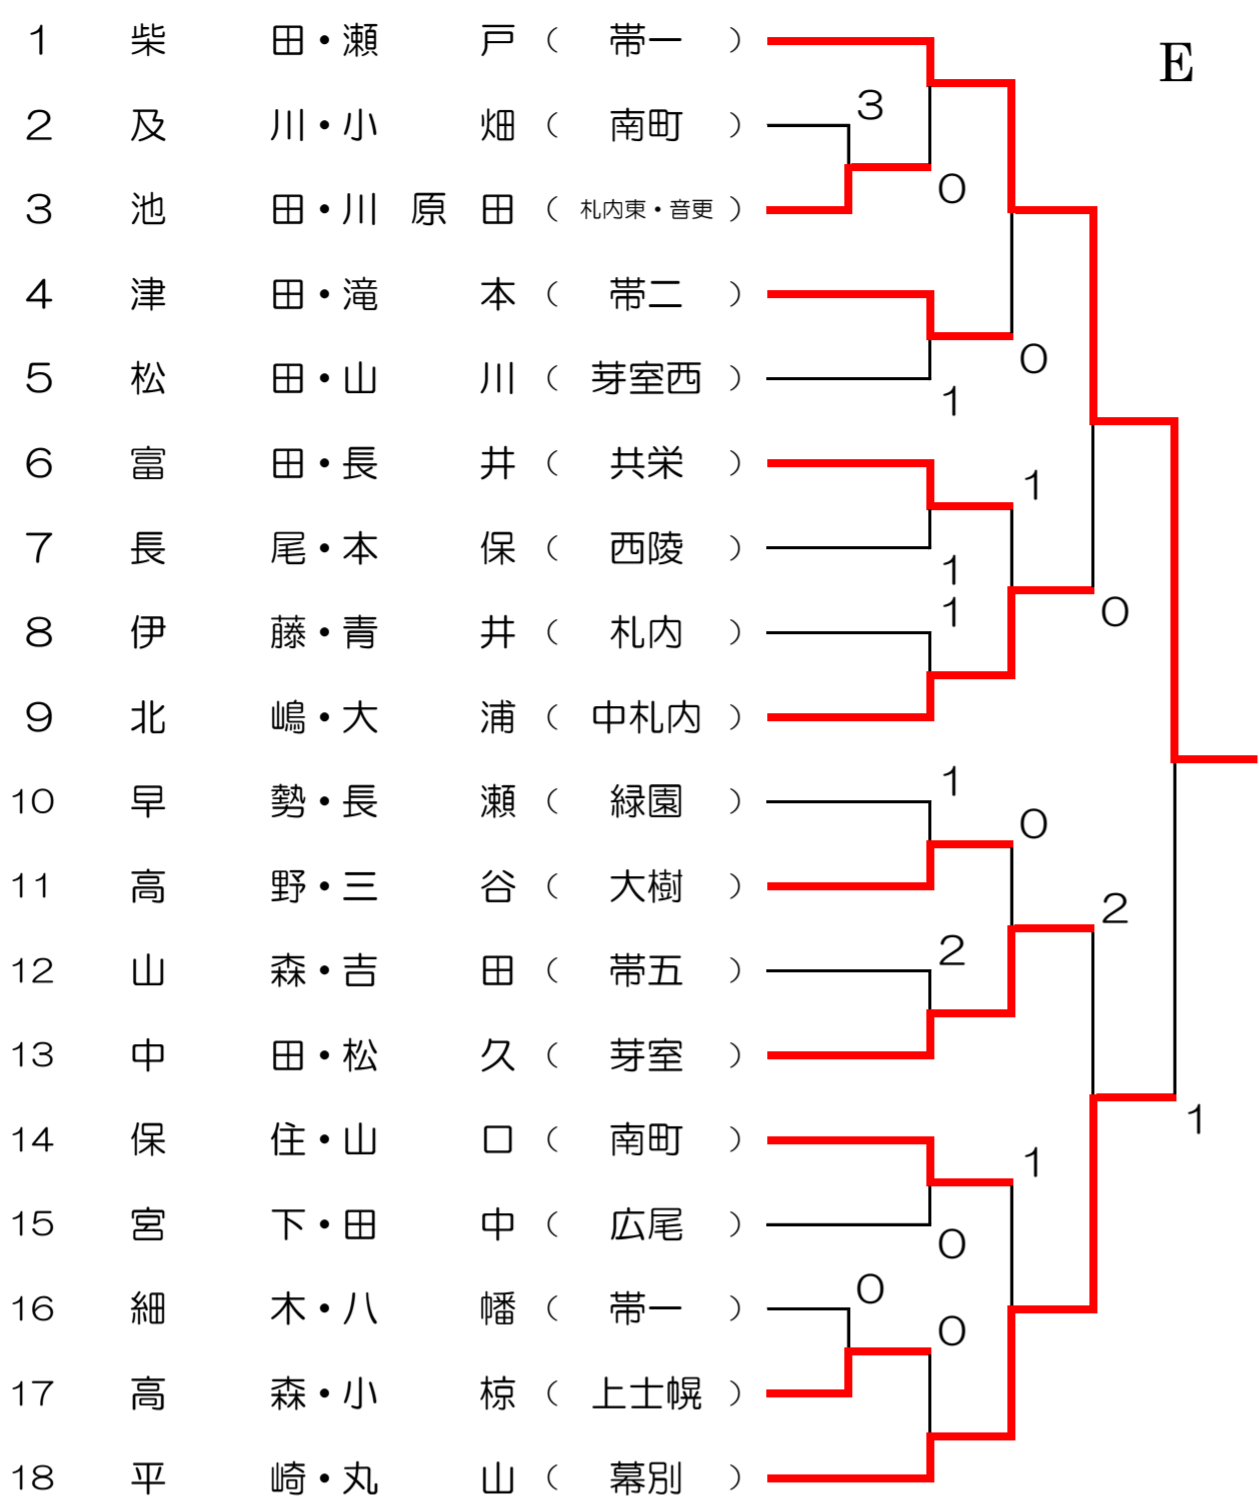 E
1 柴 田・瀬 戸 ( 帯一 )
3
2 及 川・小 畑 ( 南町 )
0
3 池 田・川 原 田 ( 札内東・音更 )
4 津 田・滝 本 ( 帯二 )
0
5 松 田・山 川 ( 芽室西 )
1
6 富 田・長 井 ( 共栄 )
1
7 長 尾・本 保 ( 西陵 )
1
1
0
8 伊 藤・青 井 ( 札内 )
9 北 嶋・大 浦 ( 中札内 )
1
10 早 勢・長 瀬 ( 緑園 )
0
11 高 野・三 谷 ( 大樹 )
2
2
12 山 森・吉 田 ( 帯五 )
13 中 田・松 久 ( 芽室 )
1
14 保 住・山 口 ( 南町 )
1
15 宮 下・田 中 ( 広尾 )
0
0
16 細 木・八 幡 ( 帯一 )
0
17 高 森・小 椋 ( 上士幌 )
18 平 崎・丸 山 ( 幕別 )